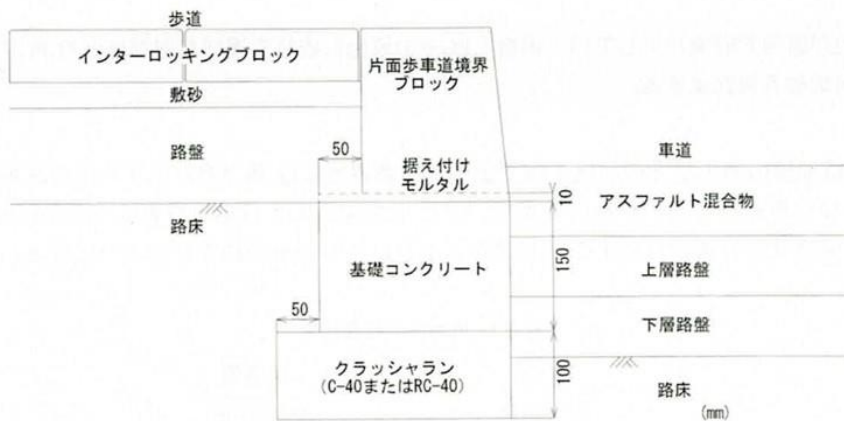 歩道
インターロッキングブロック
敷砂
路盤
路床
50
片面歩車道境界
ブロック
据え付け
モルタル
基礎コンクリート
50
クラッシャラン
(C-40またはRC-40)
10
150
100
車道
アスファルト混合物
上層路盤
下層路盤
路床
(mm)